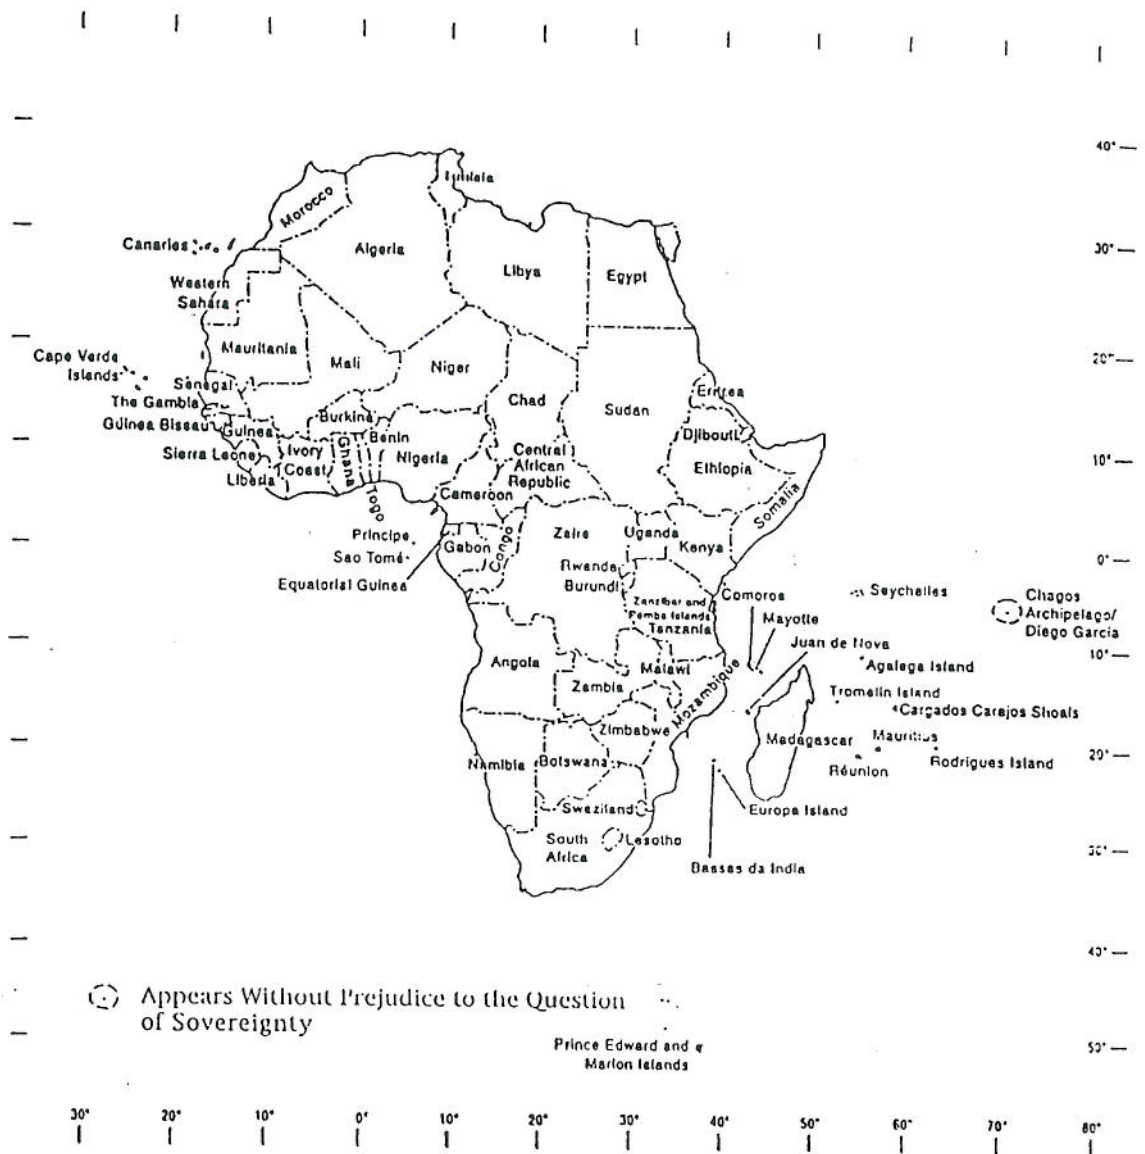 40°
Tunisia
Morocco
Canaries
Algeria
30°
Libya
Egypt
Western
Sahara
Mauritania
Cape Verde
Islands
Mali
Niger
20°
Senegal
Chad
Eritrea
The Gambia
Sudan
Burkina
Guinea Bissau
Guinea
Benin
Djibouti
Ivory
Coast
Ghana
Nigeria
Central
African
Republic
Sierra Leone
Ethiopia
10°
Liberia
Togo
Cameroon
Somalia
Principe
Zaire
Uganda
Kenya
Gabon
Congo
Sao Tomé
Rwanda
0°
Equatorial Guinea
Burundi
Comoros
Seychelles
Chagos
Archipelago/
Diego Garcia
Zanzibar and
Pemba Islands
Tanzania
Mayotte
Juan de Nova
10°
Angola
Malawi
Agalega Island
Zambia
Mozambique
Tromelin Island
Cargados Carajos Shoals
Zimbabwe
Madagascar
Mauritius
20°
Namibia
Botswana
Réunion
Rodrigues Island
Sweziland
Europa Island
South
Africa
Lesotho
30°
Bassas da India
40°
Appears Without Prejudice to the Question
of Sovereignty
Prince Edward and
Marion Islands
50°
30°
20°
10°
0°
10°
20°
30°
40°
50°
60°
70°
80°